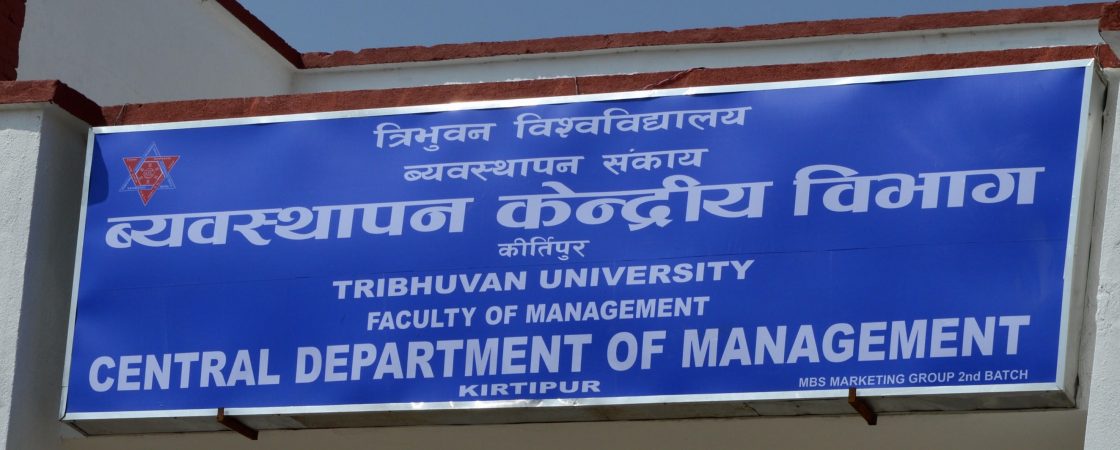 त्रिभुवन विश्वविद्यालय
ब्यवस्थापन संकाय
ब्यवस्थापन केन्द्रीय विभाग
कीर्तिपुर
TRIBHUVAN UNIVERSITY
FACULTY OF MANAGEMENT
CENTRAL DEPARTMENT OF MANAGEMENT
KIRTIPUR
MBS MARKETING GROUP 2nd BATCH